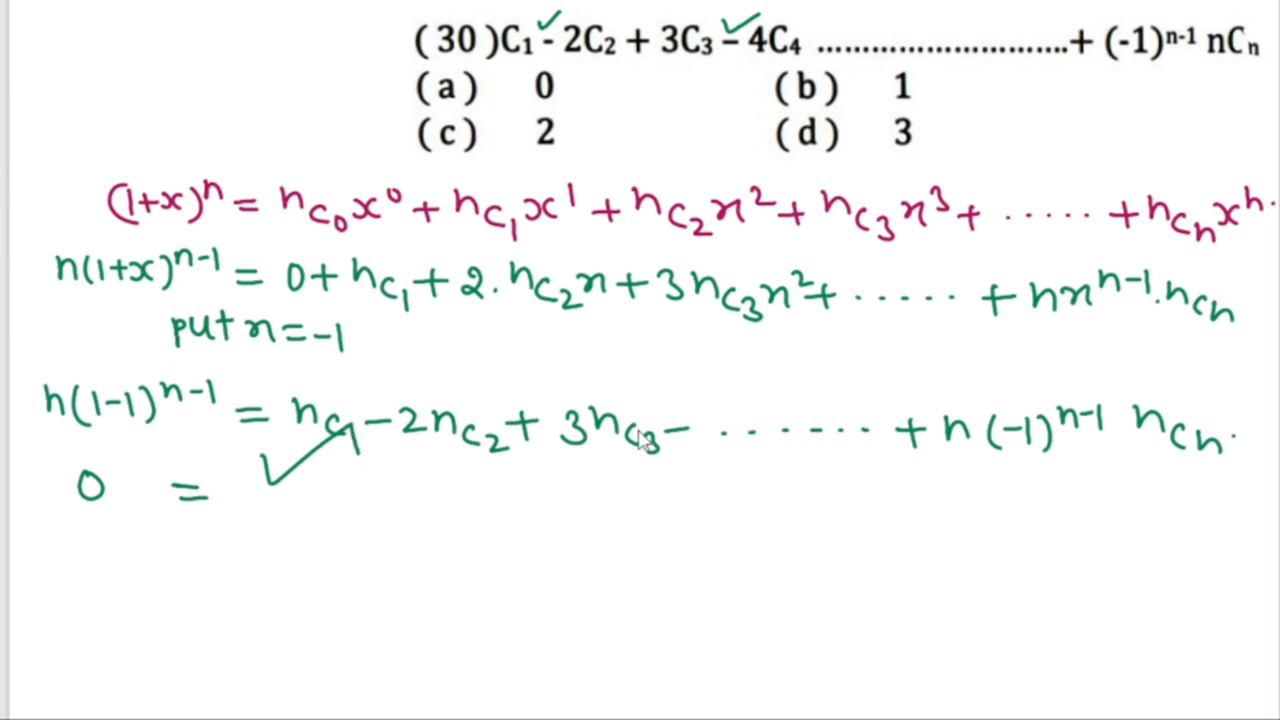 ( 30 )C₁ - 2C₂ + 3C₃ – 4C₄ ............................+ (-1)ⁿ⁻¹ nCₙ
( a ) 0 ( b ) 1
( c ) 2 ( d ) 3
(1+x)ⁿ = nC₀x⁰ + nC₁x¹ + nC₂x² + nC₃x³ + ..... + nCₙxⁿ.
n(1+x)ⁿ⁻¹ = 0 + nC₁ + 2.nC₂x + 3nC₃x² + ..... + nxⁿ⁻¹.nCₙ
put x = -1
n(1-1)ⁿ⁻¹ = nC₁ - 2nC₂ + 3nC₃ - ....... + n(-1)ⁿ⁻¹ nCₙ.
0 =